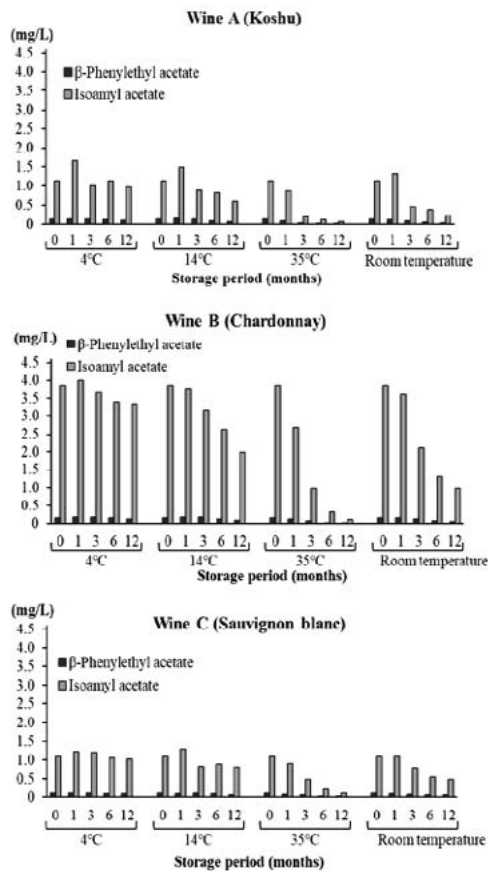 Wine A (Koshu)
(mg/L)
4.5
4.0
3.5
3.0
2.5
2.0
1.5
1.0
0.5
0
β-Phenylethyl acetate
Isoamyl acetate
0 1 3 6 12 0 1 3 6 12 0 1 3 6 12 0 1 3 6 12
4°C 14°C 35°C Room temperature
Storage period (months)
Wine B (Chardonnay)
(mg/L)
4.5
4.0
3.5
3.0
2.5
2.0
1.5
1.0
0.5
0
β-Phenylethyl acetate
Isoamyl acetate
0 1 3 6 12 0 1 3 6 12 0 1 3 6 12 0 1 3 6 12
4°C 14°C 35°C Room temperature
Storage period (months)
Wine C (Sauvignon blanc)
(mg/L)
4.5
4.0
3.5
3.0
2.5
2.0
1.5
1.0
0.5
0
β-Phenylethyl acetate
Isoamyl acetate
0 1 3 6 12 0 1 3 6 12 0 1 3 6 12 0 1 3 6 12
4°C 14°C 35°C Room temperature
Storage period (months)